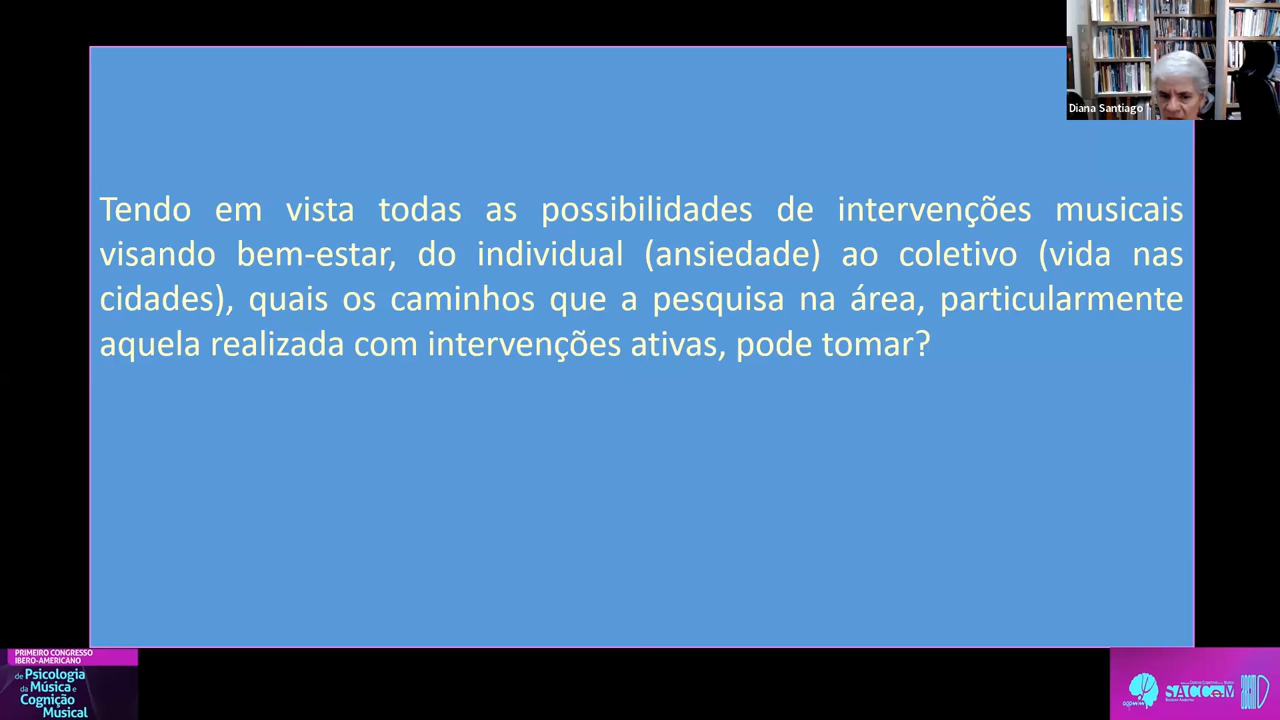 Diana Santiago
Tendo em vista todas as possibilidades de intervenções musicais
visando bem-estar, do individual (ansiedade) ao coletivo (vida nas
cidades), quais os caminhos que a pesquisa na área, particularmente
aquela realizada com intervenções ativas, pode tomar?
PRIMEIRO CONGRESSO
IBERO-AMERICANO
de Psicologia
da Música e
Cognição
Musical
SACCoM